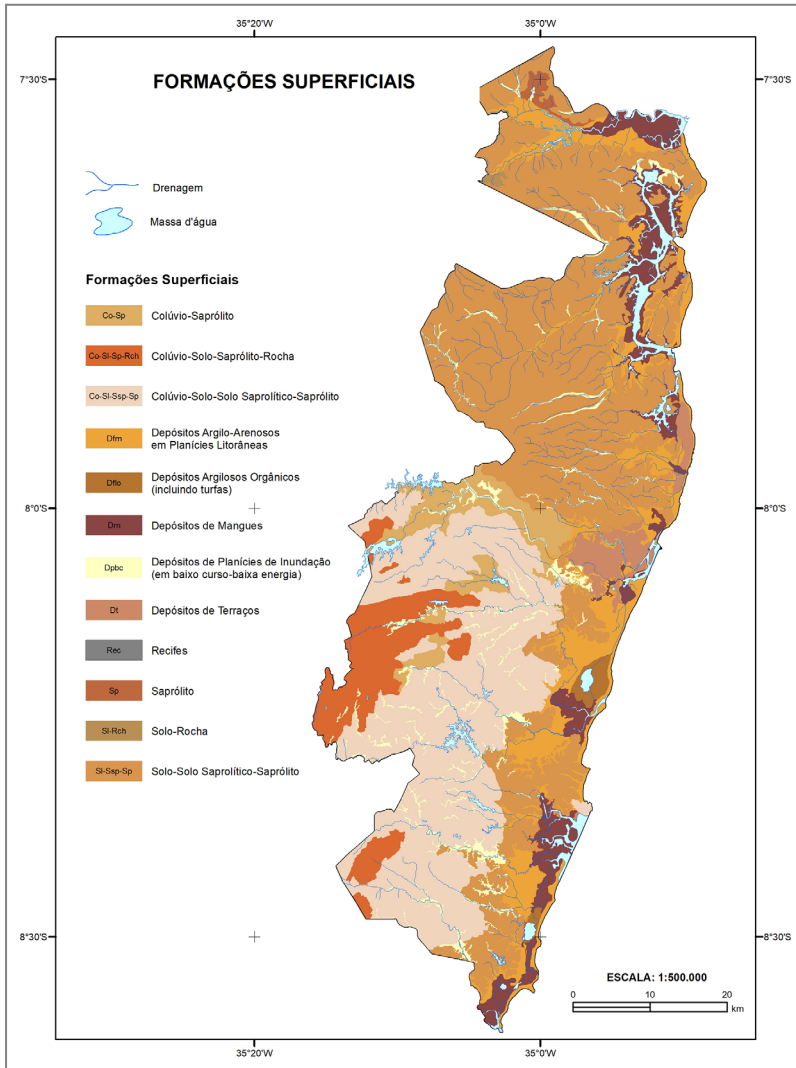 35°20'W
35°0'W
7°30'S
7°30'S
FORMAÇÕES SUPERFICIAIS
Drenagem
Massa d'água
Formações Superficiais
Co-Sp
Colúvio-Saprólito
Co-Sl-Sp-Rch
Colúvio-Solo-Saprólito-Rocha
Co-Sl-Ssp-Sp
Colúvio-Solo-Solo Saprolítico-Saprólito
Dfm
Depósitos Argilo-Arenosos
em Planícies Litorâneas
Dflo
Depósitos Argilosos Orgânicos
(incluindo turfas)
8°0'S
8°0'S
Dm
Depósitos de Mangues
Dpbc
Depósitos de Planícies de Inundação
(em baixo curso-baixa energia)
Dt
Depósitos de Terraços
Rec
Recifes
Sp
Saprólito
Sl-Rch
Solo-Rocha
Sl-Ssp-Sp
Solo-Solo Saprolítico-Saprólito
8°30'S
8°30'S
ESCALA: 1:500.000
0 10 20
km
35°20'W
35°0'W